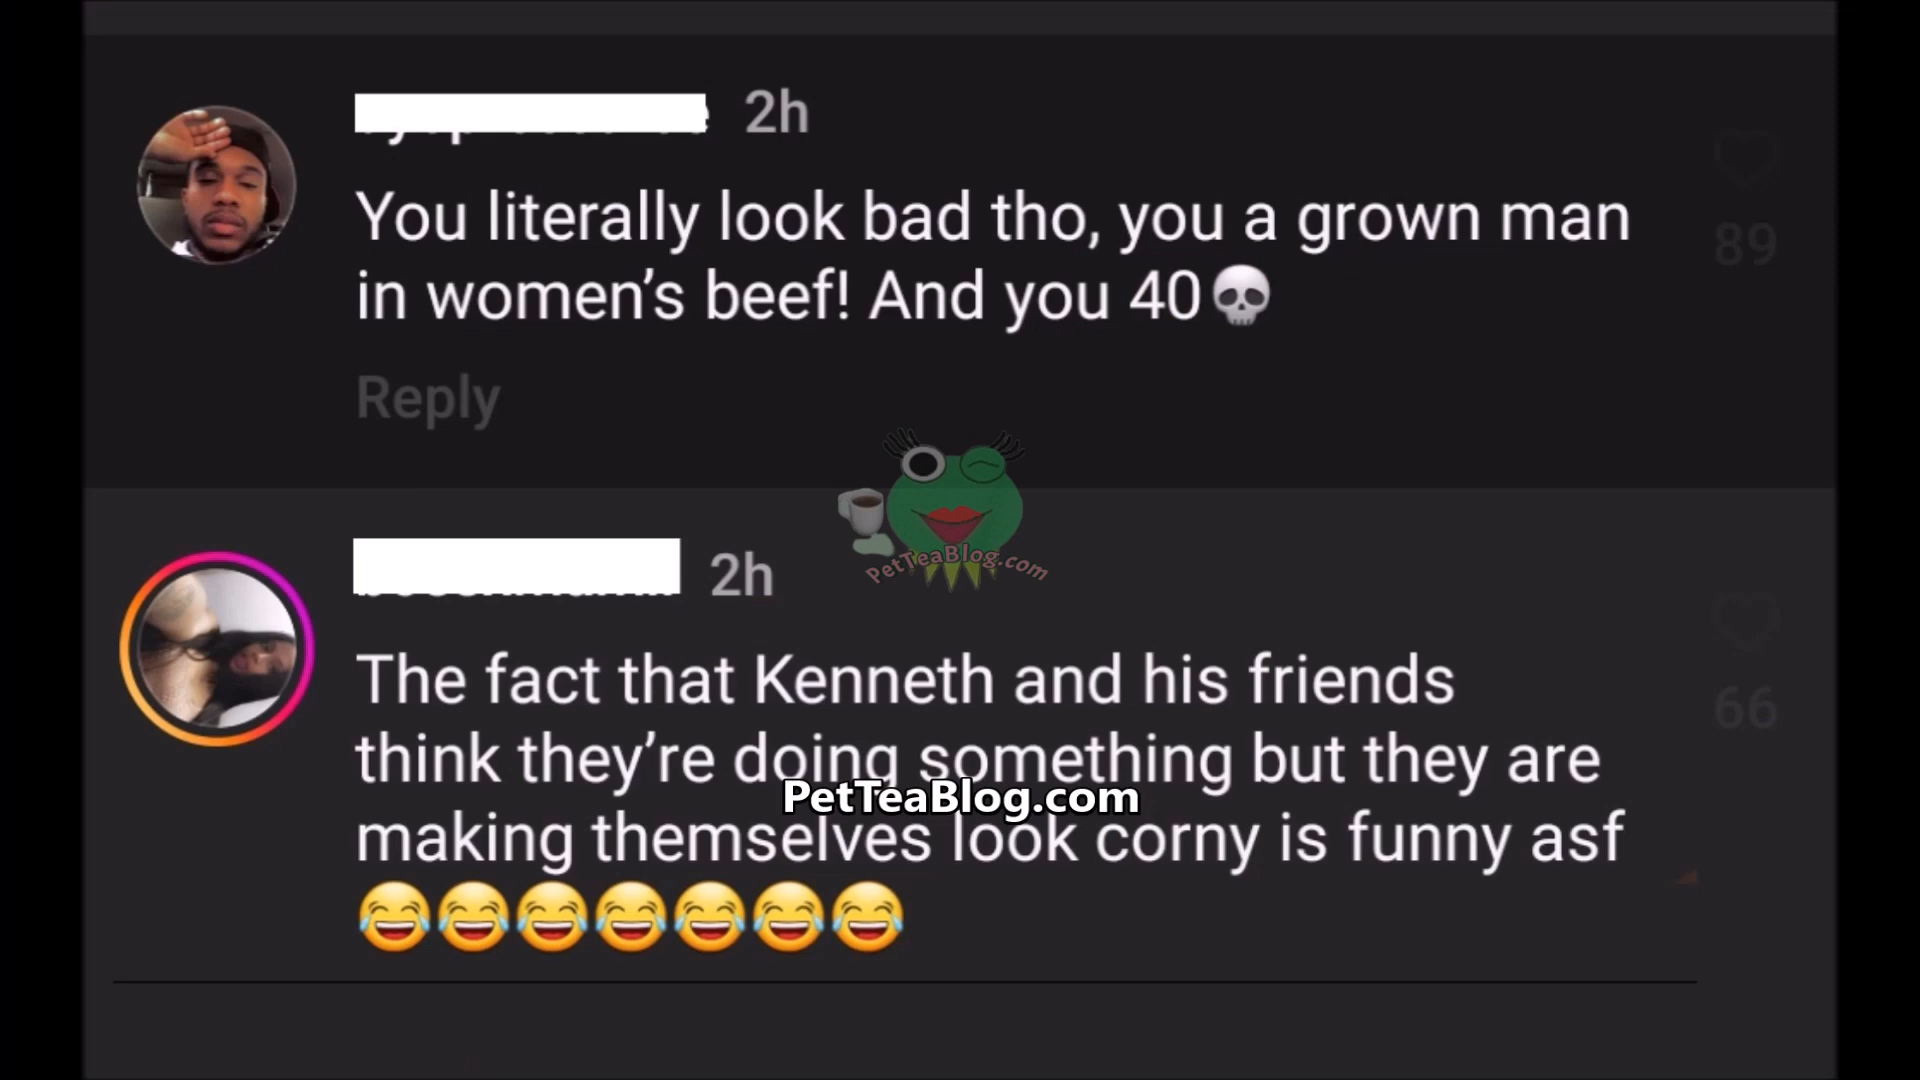 2h
You literally look bad tho, you a grown man
in women’s beef! And you 40💀
89
Reply
PetTeaBlog.com
2h
The fact that Kenneth and his friends
think they’re doing something but they are
PetTeaBlog.com
making themselves look corny is funny asf
😂😂😂😂😂😂😂
66